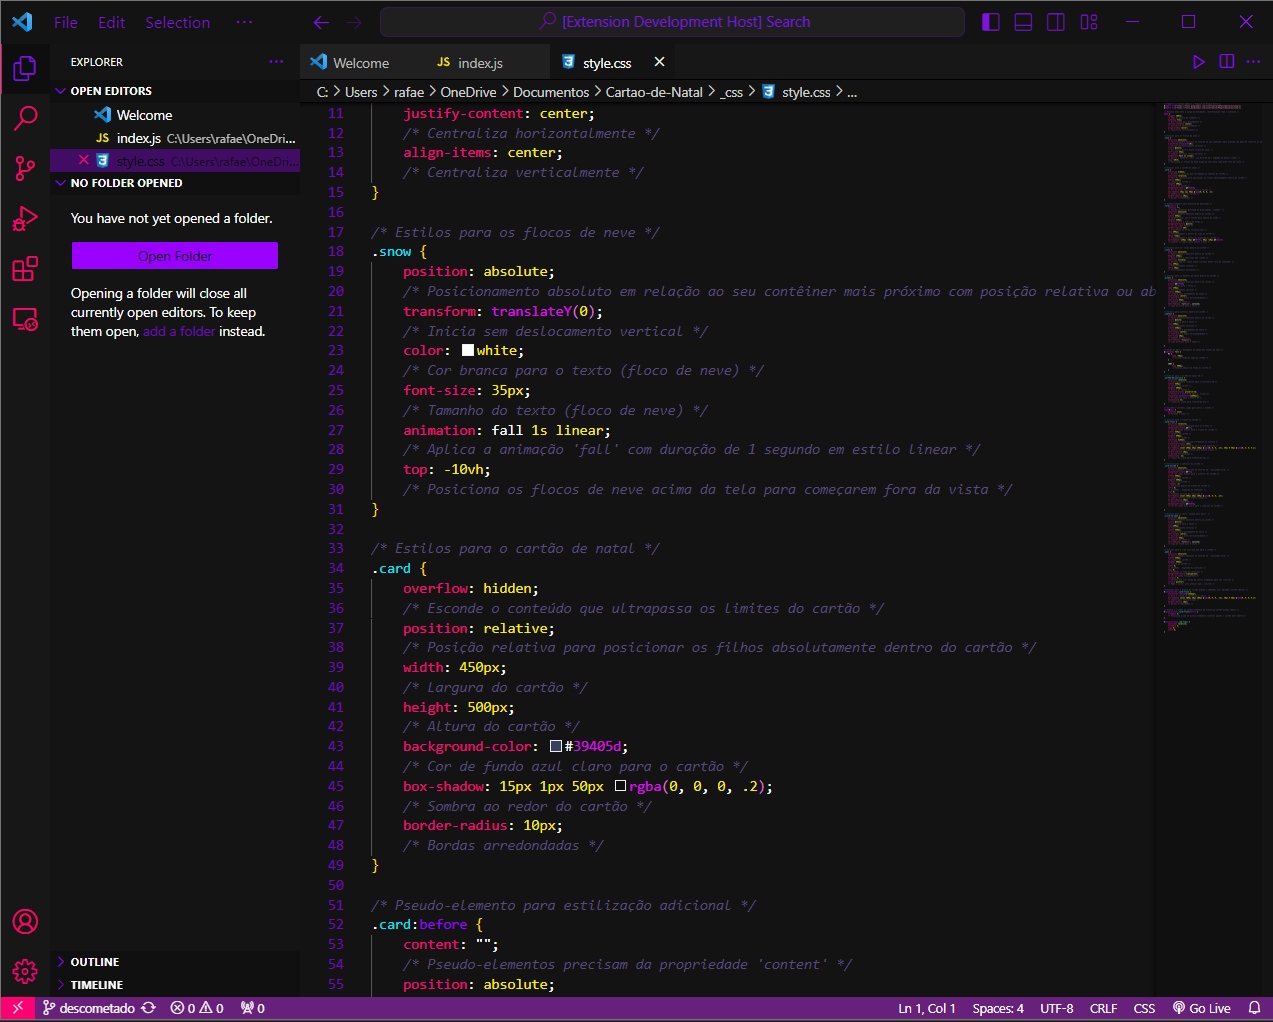 File Edit Selection ··· [Extension Development Host] Search
EXPLORER ···
OPEN EDITORS
Welcome
index.js C:\Users\rafae\OneDri...
style.css C:\Users\rafae\OneDri...
NO FOLDER OPENED
You have not yet opened a folder.
Open Folder
Opening a folder will close all
currently open editors. To keep
them open, add a folder instead.
OUTLINE
TIMELINE
Welcome JS index.js style.css
C: > Users > rafae > OneDrive > Documentos > Cartao-de-Natal > _css > style.css > ...
11 justify-content: center;
12 /* Centraliza horizontalmente */
13 align-items: center;
14 /* Centraliza verticalmente */
15 }
16
17 /* Estilos para os flocos de neve */
18 .snow {
19 position: absolute;
20 /* Posicionamento absoluto em relação ao seu contêiner mais próximo com posição relativa ou ab
21 transform: translateY(0);
22 /* Inicia sem deslocamento vertical */
23 color: white;
24 /* Cor branca para o texto (floco de neve) */
25 font-size: 35px;
26 /* Tamanho do texto (floco de neve) */
27 animation: fall 1s linear;
28 /* Aplica a animação 'fall' com duração de 1 segundo em estilo linear */
29 top: -10vh;
30 /* Posiciona os flocos de neve acima da tela para começarem fora da vista */
31 }
32
33 /* Estilos para o cartão de natal */
34 .card {
35 overflow: hidden;
36 /* Esconde o conteúdo que ultrapassa os limites do cartão */
37 position: relative;
38 /* Posição relativa para posicionar os filhos absolutamente dentro do cartão */
39 width: 450px;
40 /* Largura do cartão */
41 height: 500px;
42 /* Altura do cartão */
43 background-color: #39405d;
44 /* Cor de fundo azul claro para o cartão */
45 box-shadow: 15px 1px 50px rgba(0, 0, 0, .2);
46 /* Sombra ao redor do cartão */
47 border-radius: 10px;
48 /* Bordas arredondadas */
49 }
50
51 /* Pseudo-elemento para estilização adicional */
52 .card:before {
53 content: "";
54 /* Pseudo-elementos precisam da propriedade 'content' */
55 position: absolute;
descometado 0 0 0 Ln 1, Col 1 Spaces: 4 UTF-8 CRLF CSS Go Live